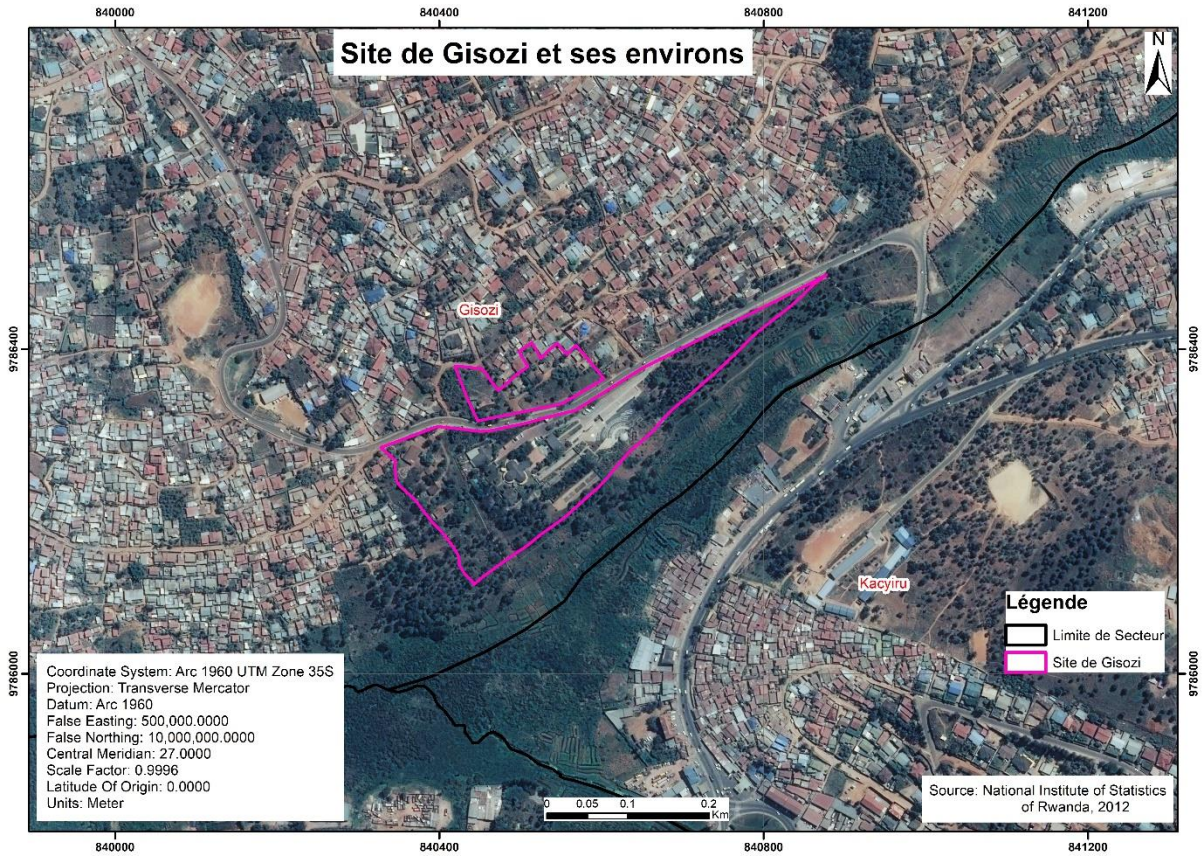 840000 840400 840800 841200
Site de Gisozi et ses environs
N
Gisozi
9786400 9786400
Kacyiru
Légende
Limite de Secteur
Site de Gisozi
9786000 9786000
Coordinate System: Arc 1960 UTM Zone 35S
Projection: Transverse Mercator
Datum: Arc 1960
False Easting: 500,000.0000
False Northing: 10,000,000.0000
Central Meridian: 27.0000
Scale Factor: 0.9996
Latitude Of Origin: 0.0000
Units: Meter
0 0.05 0.1 0.2
Km
Source: National Institute of Statistics
of Rwanda, 2012
840000 840400 840800 841200